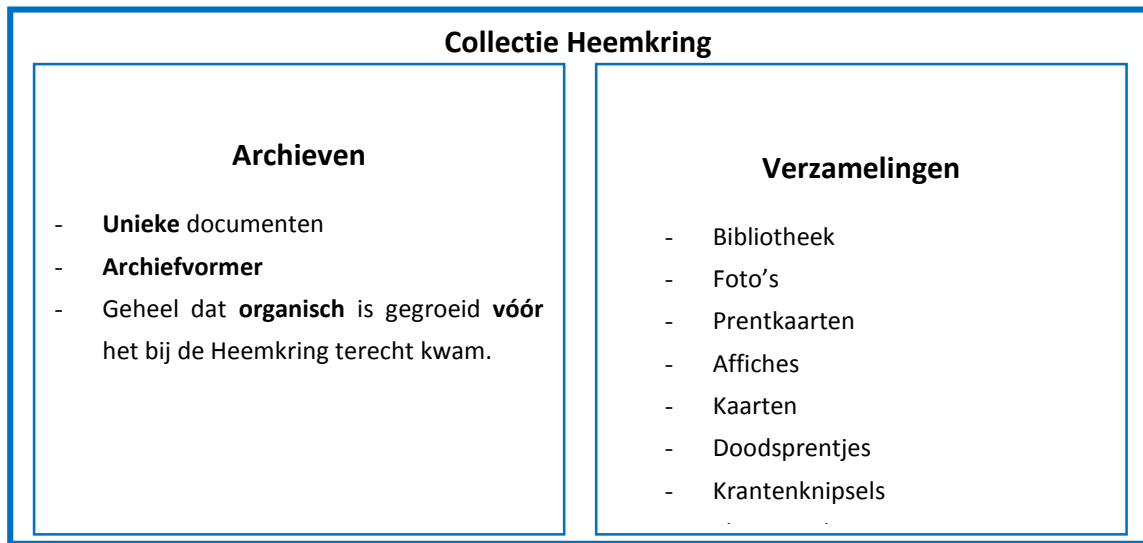 Collectie Heemkring
Archieven
- Unieke documenten
- Archiefvormer
- Geheel dat organisch is gegroeid vóór
het bij de Heemkring terecht kwam.
Verzamelingen
- Bibliotheek
- Foto’s
- Prentkaarten
- Affiches
- Kaarten
- Doodsprentjes
- Krantenknipsels